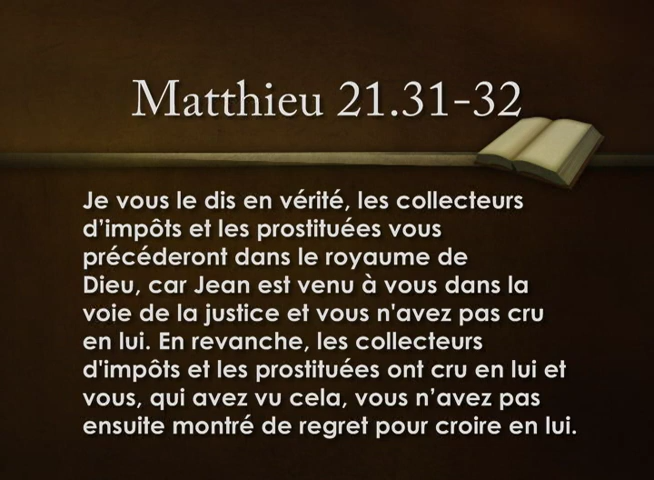 Matthieu 21.31-32
Je vous le dis en vérité, les collecteurs
d’impôts et les prostituées vous
précéderont dans le royaume de
Dieu, car Jean est venu à vous dans la
voie de la justice et vous n'avez pas cru
en lui. En revanche, les collecteurs
d'impôts et les prostituées ont cru en lui et
vous, qui avez vu cela, vous n’avez pas
ensuite montré de regret pour croire en lui.